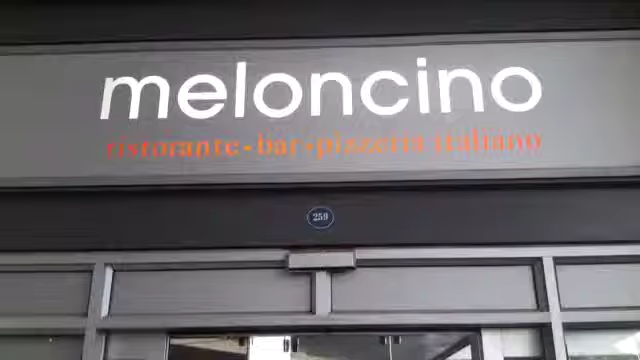 meloncino
ristorante • bar • pizzeria italiano
259